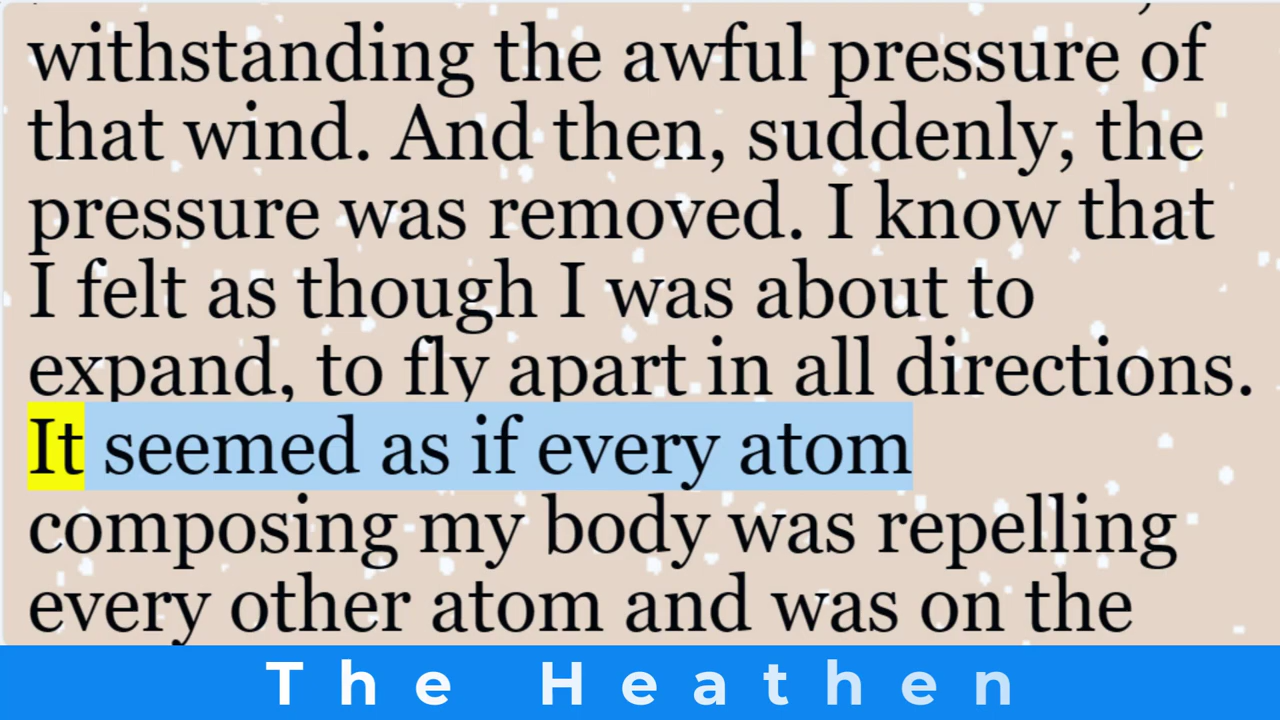 withstanding the awful pressure of
that wind. And then, suddenly, the
pressure was removed. I know that
I felt as though I was about to
expand, to fly apart in all directions.
It seemed as if every atom
composing my body was repelling
every other atom and was on the
The Heathen